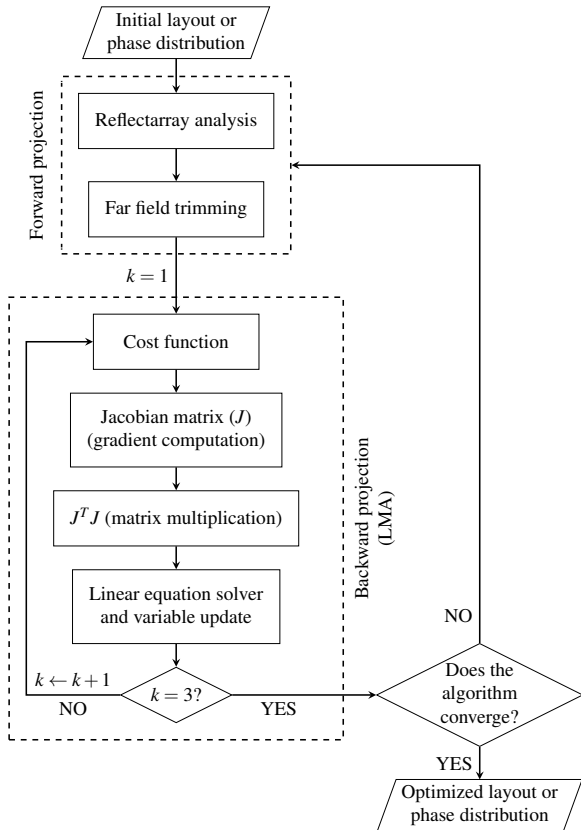 Initial layout or
phase distribution
Forward projection
Reflectarray analysis
Far field trimming
k = 1
Cost function
Jacobian matrix (J)
(gradient computation)
J^T J (matrix multiplication)
Linear equation solver
and variable update
Backward projection
(LMA)
k ← k + 1
NO
k = 3?
YES
NO
Does the
algorithm
converge?
YES
Optimized layout or
phase distribution